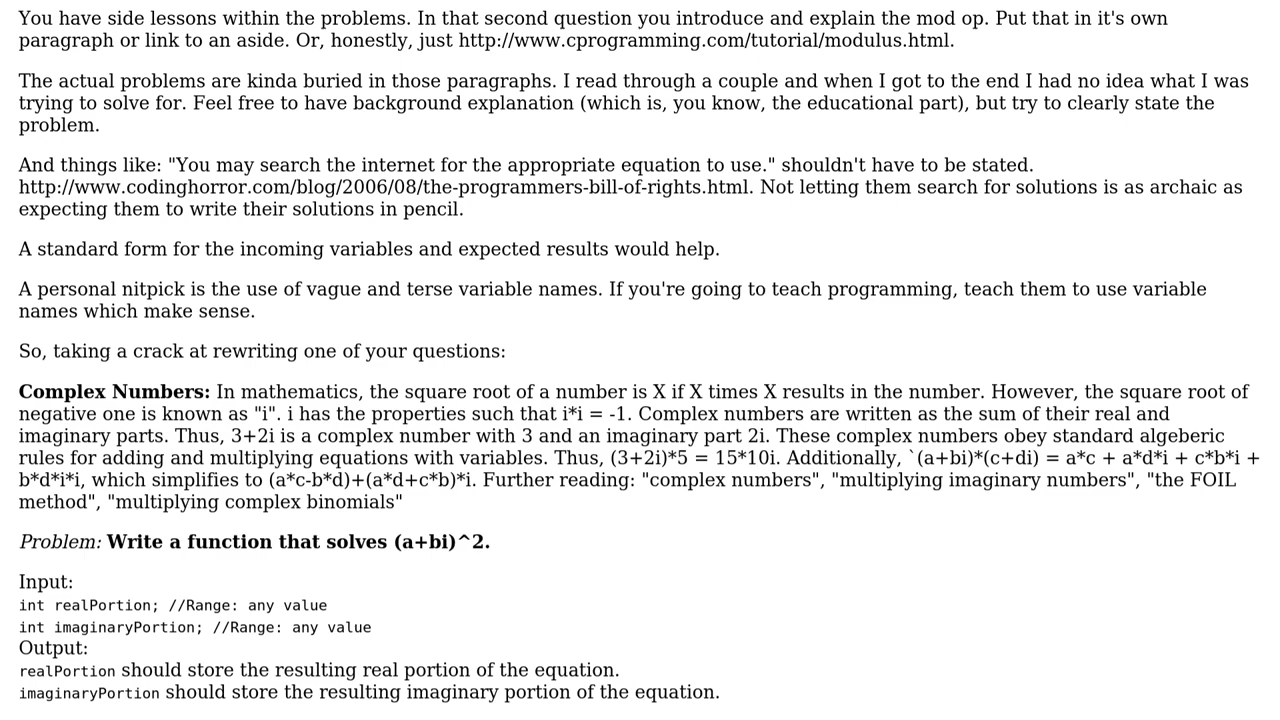 You have side lessons within the problems. In that second question you introduce and explain the mod op. Put that in it's own
paragraph or link to an aside. Or, honestly, just http://www.cprogramming.com/tutorial/modulus.html.
The actual problems are kinda buried in those paragraphs. I read through a couple and when I got to the end I had no idea what I was
trying to solve for. Feel free to have background explanation (which is, you know, the educational part), but try to clearly state the
problem.
And things like: "You may search the internet for the appropriate equation to use." shouldn't have to be stated.
http://www.codinghorror.com/blog/2006/08/the-programmers-bill-of-rights.html. Not letting them search for solutions is as archaic as
expecting them to write their solutions in pencil.
A standard form for the incoming variables and expected results would help.
A personal nitpick is the use of vague and terse variable names. If you're going to teach programming, teach them to use variable
names which make sense.
So, taking a crack at rewriting one of your questions:
Complex Numbers: In mathematics, the square root of a number is X if X times X results in the number. However, the square root of
negative one is known as "i". i has the properties such that i*i = -1. Complex numbers are written as the sum of their real and
imaginary parts. Thus, 3+2i is a complex number with 3 and an imaginary part 2i. These complex numbers obey standard algeberic
rules for adding and multiplying equations with variables. Thus, (3+2i)*5 = 15*10i. Additionally, `(a+bi)*(c+di) = a*c + a*d*i + c*b*i +
b*d*i*i, which simplifies to (a*c-b*d)+(a*d+c*b)*i. Further reading: "complex numbers", "multiplying imaginary numbers", "the FOIL
method", "multiplying complex binomials"
Problem: Write a function that solves (a+bi)^2.
Input:
int realPortion; //Range: any value
int imaginaryPortion; //Range: any value
Output:
realPortion should store the resulting real portion of the equation.
imaginaryPortion should store the resulting imaginary portion of the equation.